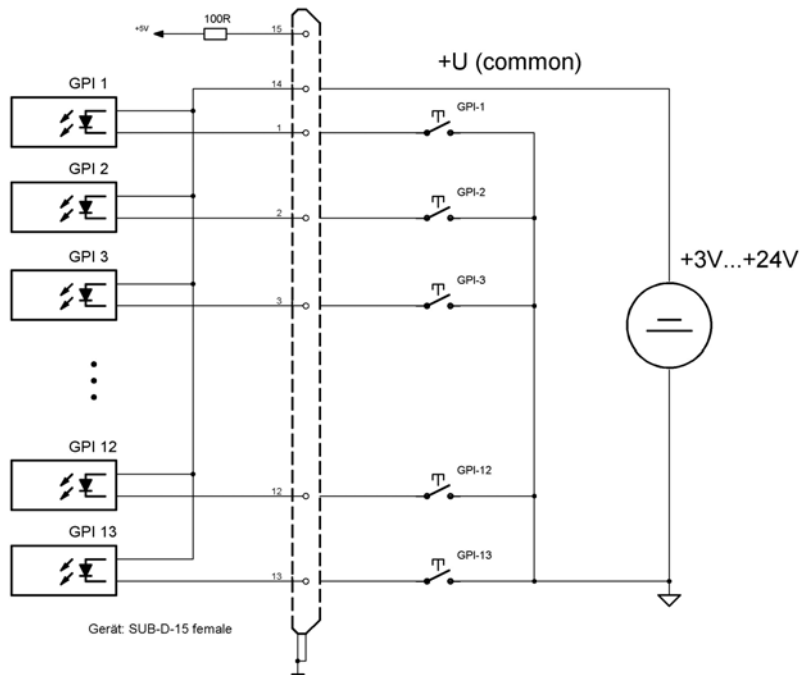 100R
+5V
15
+U (common)
14
GPI 1
GPI-1
1
GPI 2
GPI-2
2
GPI 3
GPI-3
3
+3V...+24V
GPI 12
GPI-12
12
GPI 13
GPI-13
13
Gerät: SUB-D-15 female